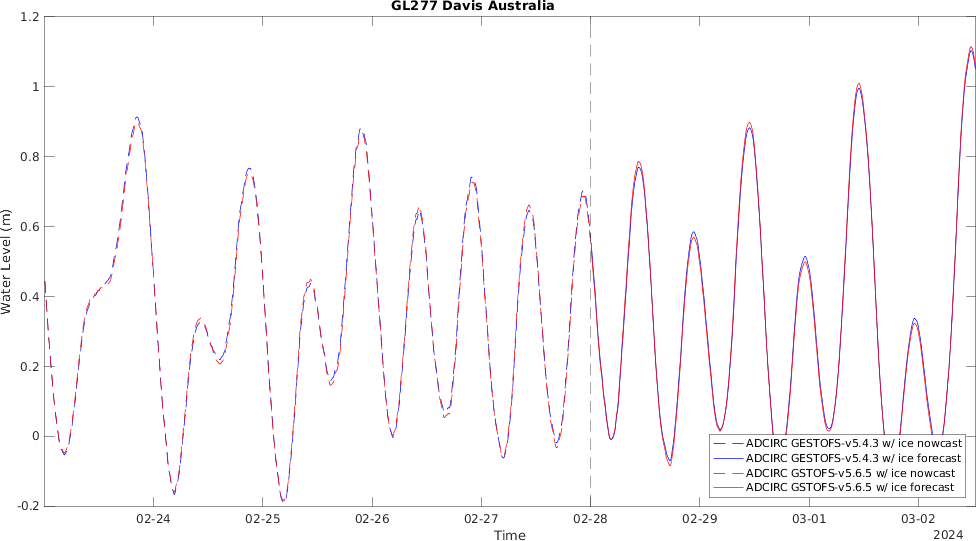 GL277 Davis Australia
1.2
1
0.8
0.6
0.4
0.2
0
-0.2
Water Level (m)
02-24
02-25
02-26
02-27
02-28
02-29
03-01
03-02
Time
2024
ADCIRC GESTOFS-v5.4.3 w/ ice nowcast
ADCIRC GESTOFS-v5.4.3 w/ ice forecast
ADCIRC GSTOFS-v5.6.5 w/ ice nowcast
ADCIRC GSTOFS-v5.6.5 w/ ice forecast